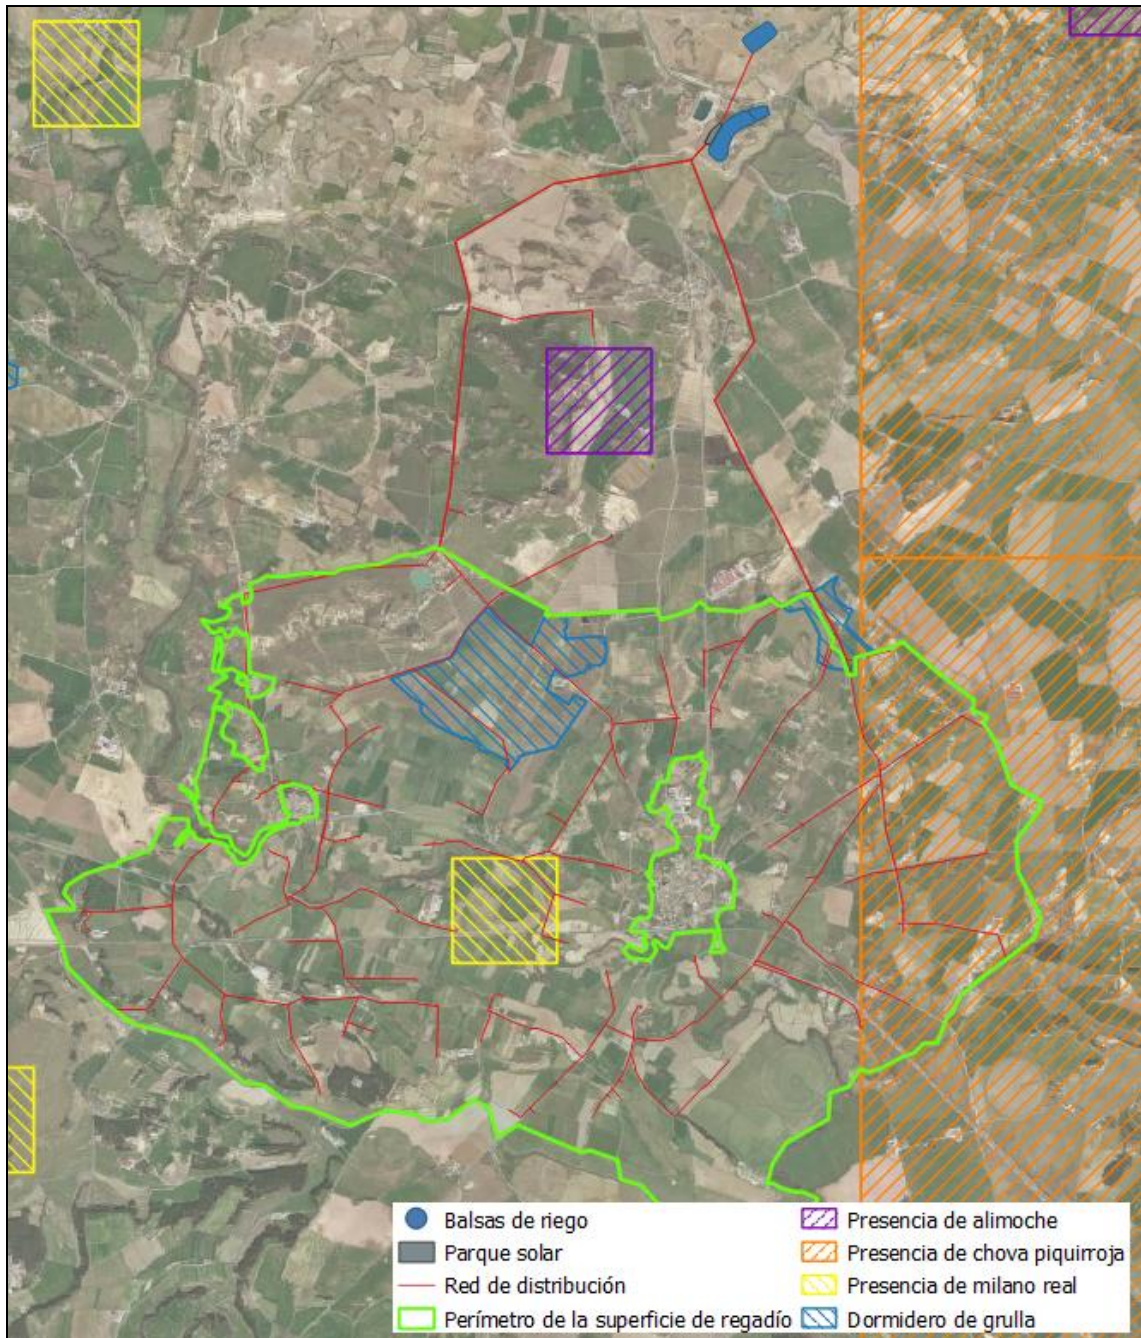 Balsas de riego
Parque solar
Red de distribución
Perímetro de la superficie de regadío
Presencia de alimoche
Presencia de chova piquirroja
Presencia de milano real
Dormidero de grulla